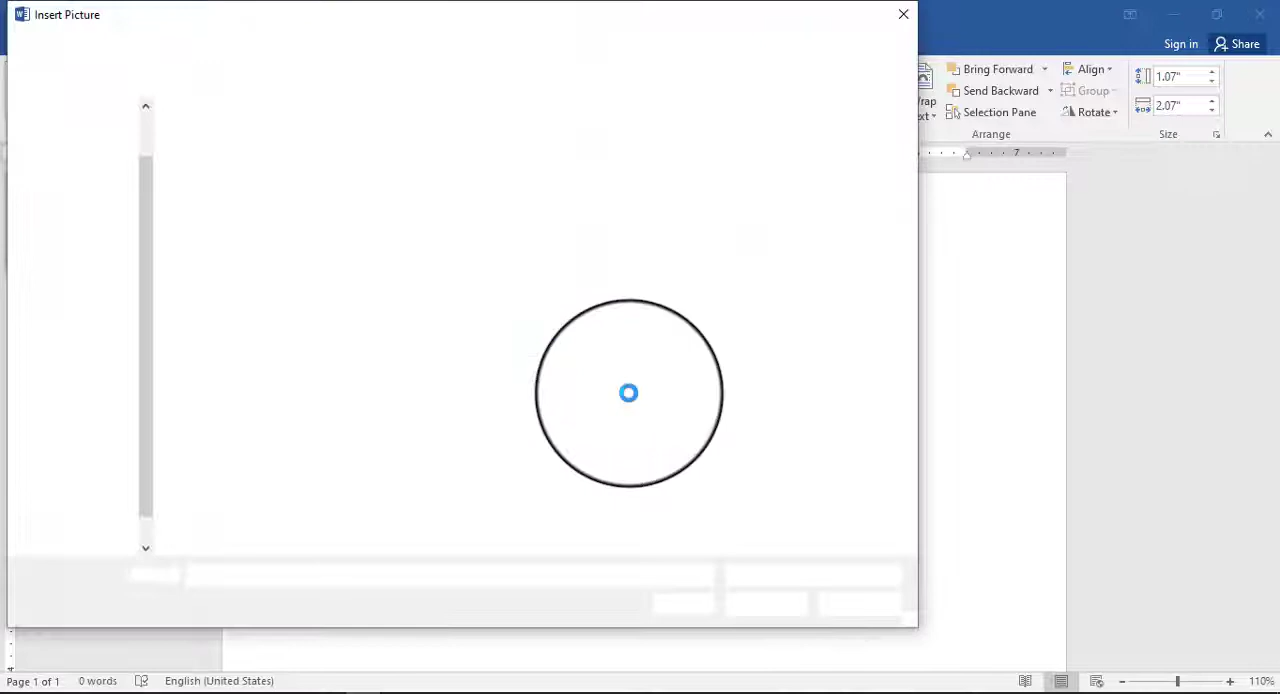 Insert Picture
Sign in
Share
Bring Forward
Send Backward
Selection Pane
Align
Group
Rotate
1.07"
2.07"
Arrange
Size
7
Page 1 of 1
0 words
English (United States)
110%